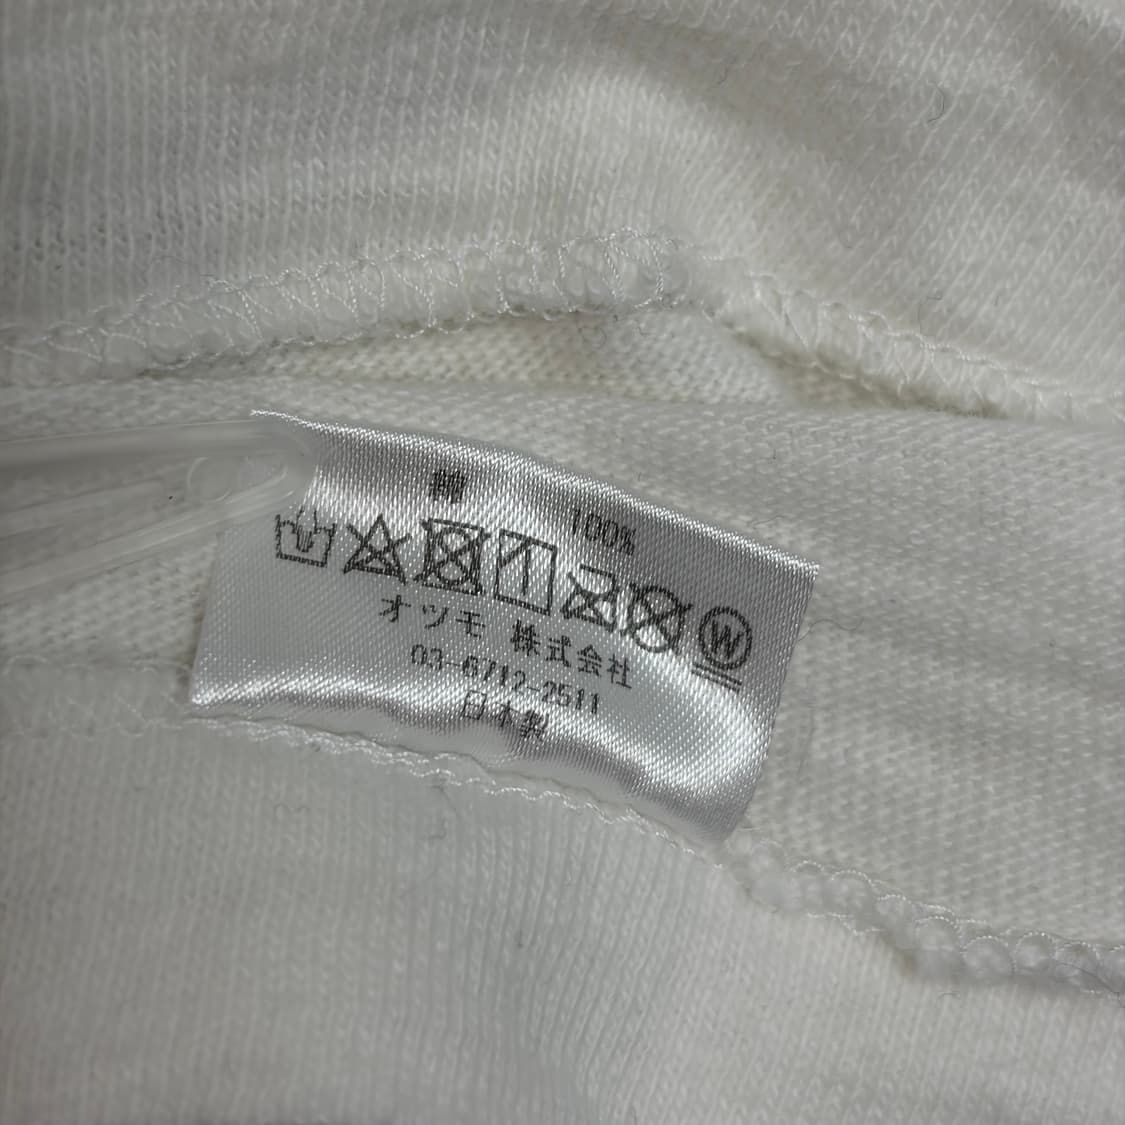 綿 100%
オツモ 株式会社
03-6712-2511
日本製